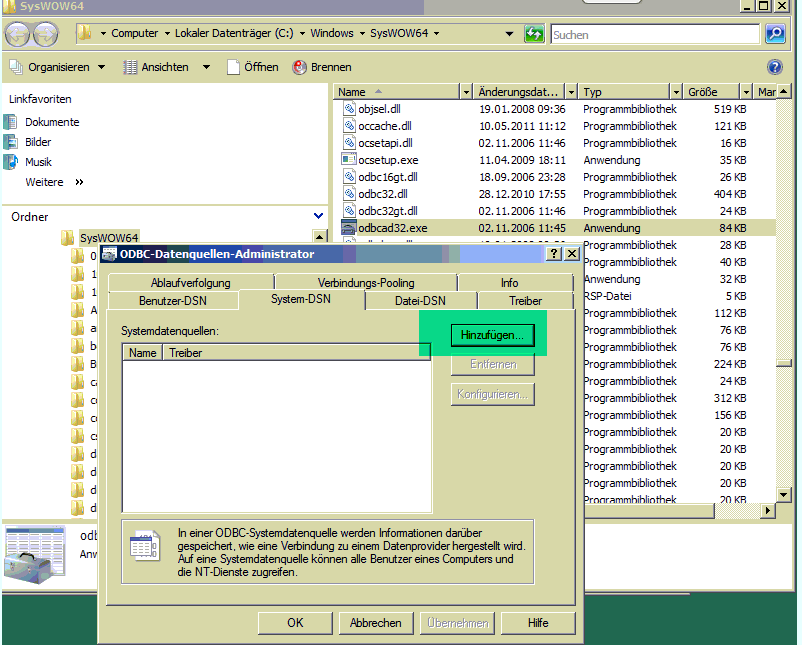 SysWOW64
Computer Lokaler Datenträger (C:) Windows SysWOW64
Suchen
Organisieren Ansichten Öffnen Brennen
Linkfavoriten
Dokumente
Bilder
Musik
Weitere »
Ordner
SysWOW64
Name Änderungsdat... Typ Größe Mar
objsel.dll 19.01.2008 09:36 Programmbibliothek 519 KB
occache.dll 10.05.2011 11:12 Programmbibliothek 121 KB
ocsetapi.dll 02.11.2006 11:46 Programmbibliothek 16 KB
ocsetup.exe 11.04.2009 18:11 Anwendung 35 KB
odbc16gt.dll 18.09.2006 23:28 Programmbibliothek 26 KB
odbc32.dll 28.12.2010 17:55 Programmbibliothek 404 KB
odbc32gt.dll 02.11.2006 11:46 Programmbibliothek 24 KB
odbcad32.exe 02.11.2006 11:45 Anwendung 84 KB
Programmbibliothek 28 KB
Programmbibliothek 40 KB
Anwendung 32 KB
RSP-Datei 5 KB
Programmbibliothek 112 KB
Programmbibliothek 76 KB
Programmbibliothek 76 KB
Programmbibliothek 224 KB
Programmbibliothek 24 KB
Programmbibliothek 312 KB
Programmbibliothek 156 KB
Programmbibliothek 20 KB
Programmbibliothek 20 KB
Programmbibliothek 20 KB
Programmbibliothek 20 KB
Programmbibliothek 20 KB
ODBC-Datenquellen-Administrator
Ablaufverfolgung Verbindungs-Pooling Info
Benutzer-DSN System-DSN Datei-DSN Treiber
Systemdatenquellen:
Name Treiber
Hinzufügen...
Entfernen
Konfigurieren...
In einer ODBC-Systemdatenquelle werden Informationen darüber
gespeichert, wie eine Verbindung zu einem Datenprovider hergestellt wird.
Auf eine Systemdatenquelle können alle Benutzer eines Computers und
die NT-Dienste zugreifen.
OK Abbrechen Übernehmen Hilfe